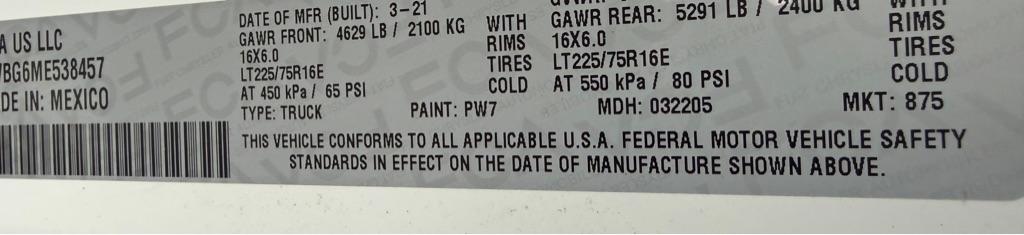 A US LLC
BG6ME538457
DE IN: MEXICO
DATE OF MFR (BUILT): 3-21
GAWR FRONT: 4629 LB / 2100 KG WITH
16X6.0 RIMS
LT225/75R16E TIRES
AT 450 kPa / 65 PSI COLD
GAWR REAR: 5291 LB / 2400 KG WITH
16X6.0 RIMS
LT225/75R16E TIRES
AT 550 kPa / 80 PSI COLD
TYPE: TRUCK PAINT: PW7 MDH: 032205 MKT: 875
THIS VEHICLE CONFORMS TO ALL APPLICABLE U.S.A. FEDERAL MOTOR VEHICLE SAFETY
STANDARDS IN EFFECT ON THE DATE OF MANUFACTURE SHOWN ABOVE.